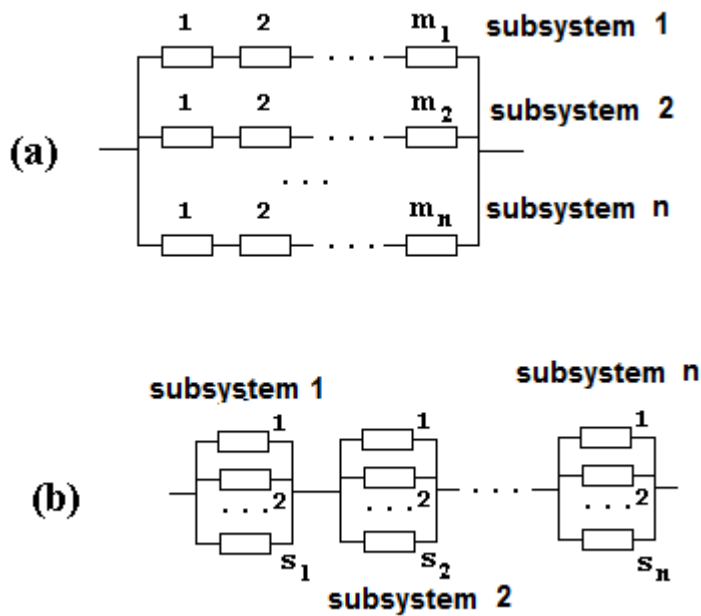 1 2 . . . m1 subsystem 1
1 2 . . . m2 subsystem 2
(a)
. . .
1 2 . . . mn subsystem n
subsystem 1 subsystem n
1 1 1
(b) . . . 2 . . . 2 . . . . . . 2
s1 s2 sn
subsystem 2